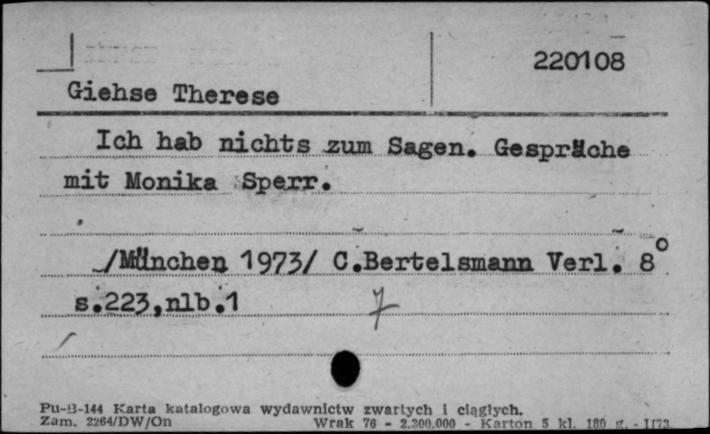 220108
Giehse Therese
Ich hab nichts zum Sagen. Gespräche
mit Monika Sperr.
/München 1973/ C.Bertelsmann Verl. 8°
s.223,nlb.1
7
Pu-B-144 Karta katalogowa wydawnictw zwartych i ciągłych.
Zam. 2264/DW/On Wrak 76 - 2.300.000 - Karton 5 kl. 180 g. - I/73